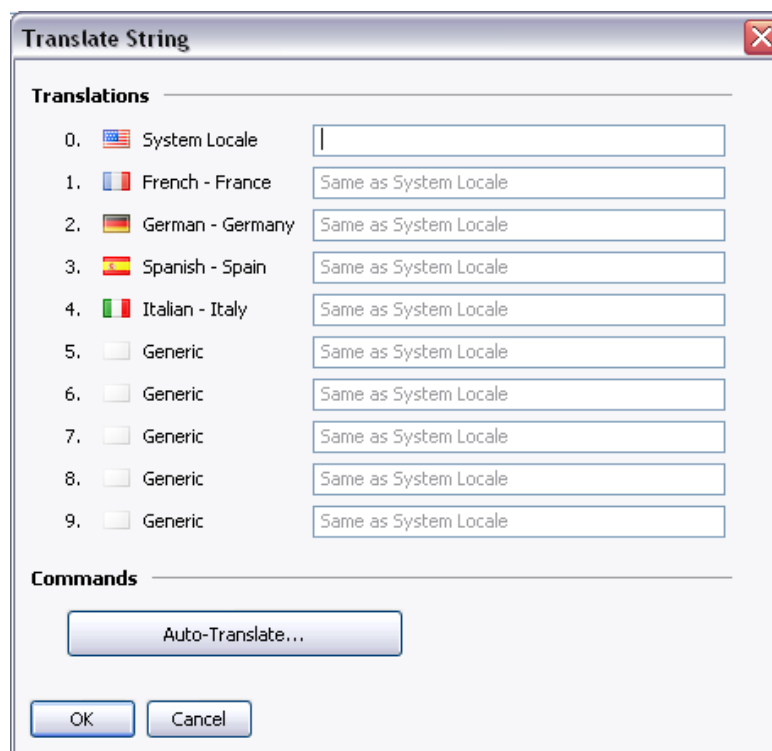 Translate String
Translations
0. System Locale
1. French - France Same as System Locale
2. German - Germany Same as System Locale
3. Spanish - Spain Same as System Locale
4. Italian - Italy Same as System Locale
5. Generic Same as System Locale
6. Generic Same as System Locale
7. Generic Same as System Locale
8. Generic Same as System Locale
9. Generic Same as System Locale
Commands
Auto-Translate...
OK Cancel